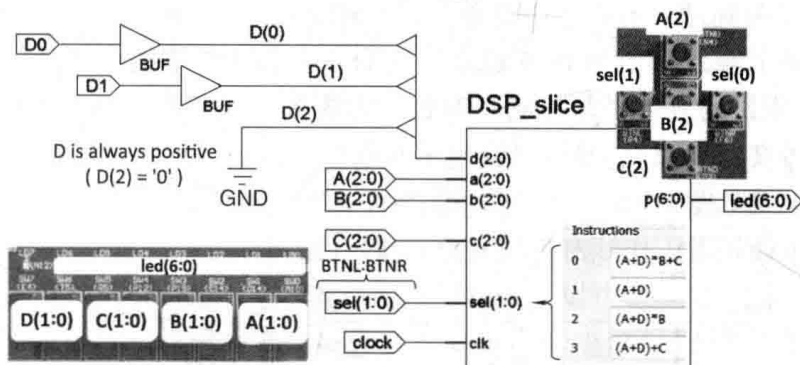 D0
BUF
D(0)
D1
BUF
D(1)
D(2)
GND
D is always positive
( D(2) = '0' )
DSP_slice
d(2:0)
A(2:0)
a(2:0)
B(2:0)
b(2:0)
C(2:0)
c(2:0)
BTNL:BTNR
sel(1:0)
sel(1:0)
clock
clk
p(6:0)
led(6:0)
Instructions
0 (A+D)*B+C
1 (A+D)
2 (A+D)*B
3 (A+D)+C
A(2)
sel(1)
sel(0)
B(2)
C(2)
led(6:0)
D(1:0)
C(1:0)
B(1:0)
A(1:0)